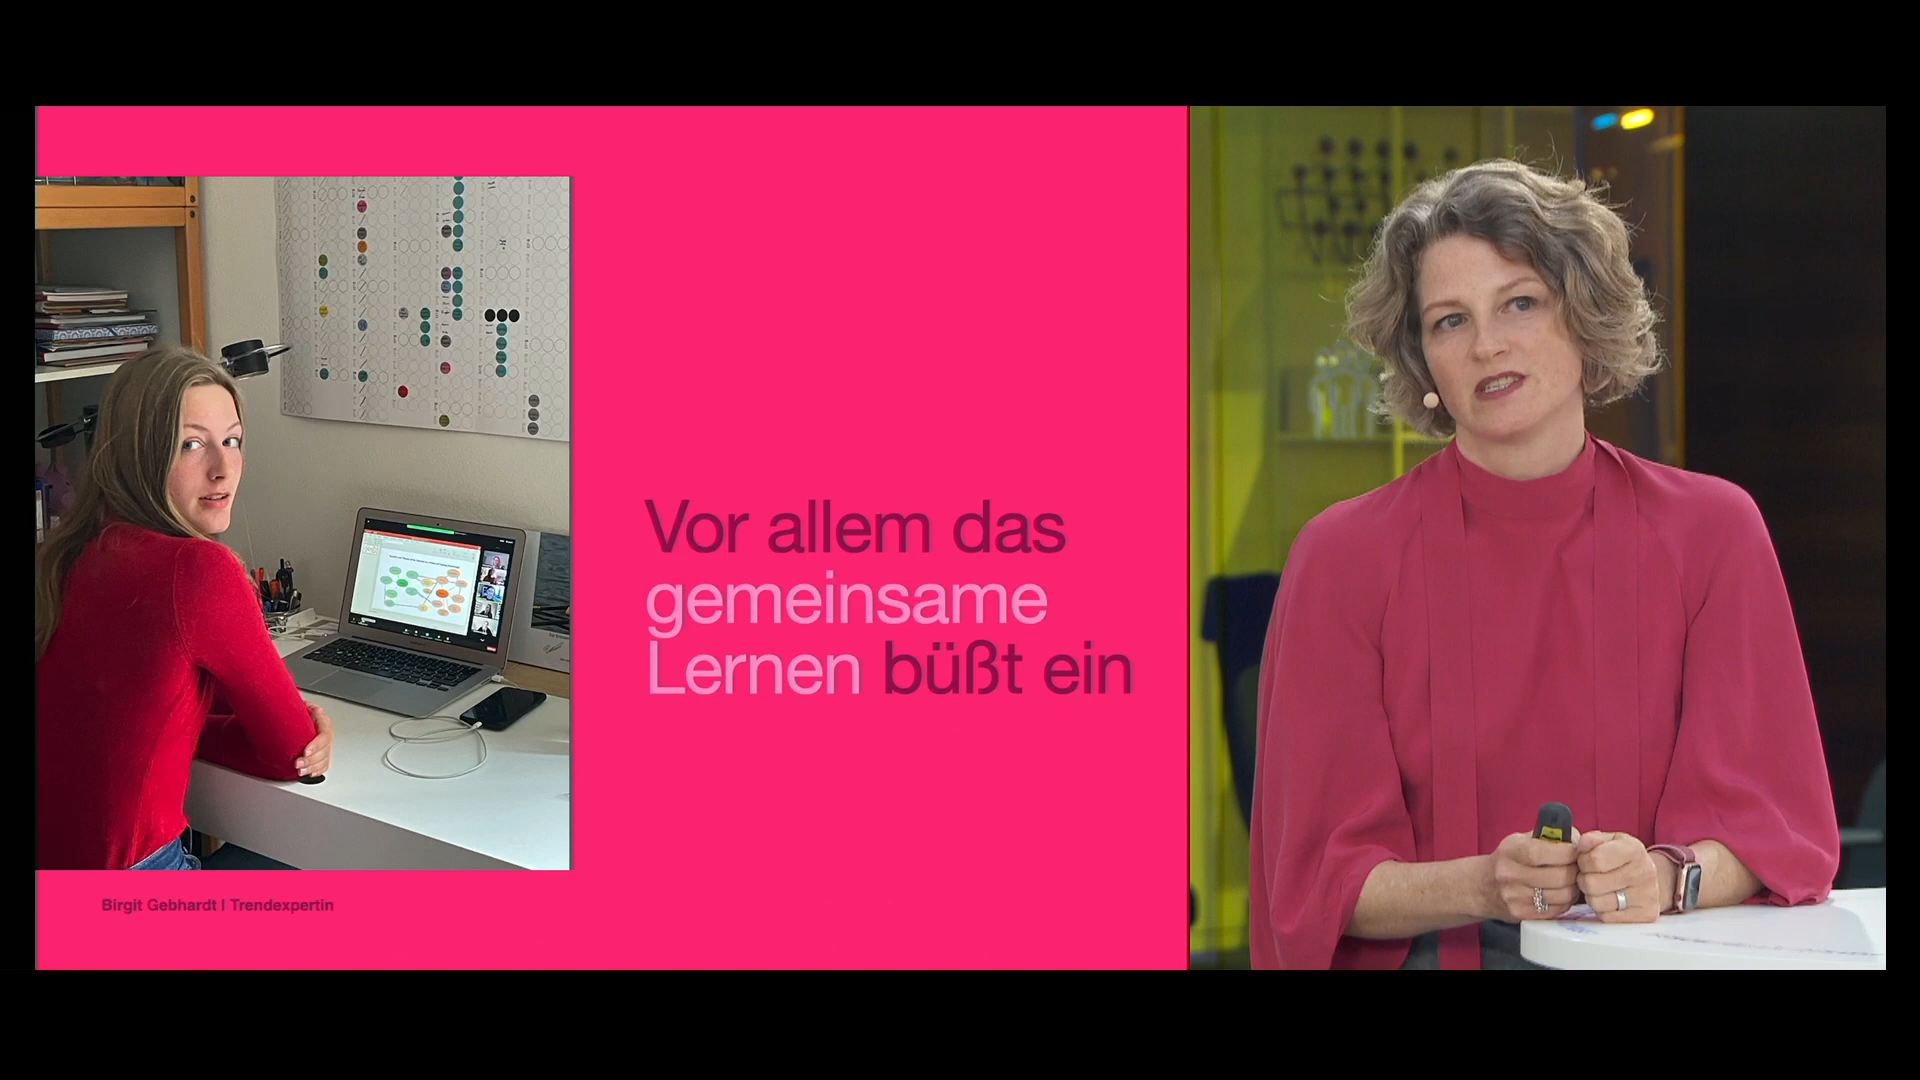 Vor allem das
gemeinsame
Lernen büßt ein
Birgit Gebhardt | Trendexpertin